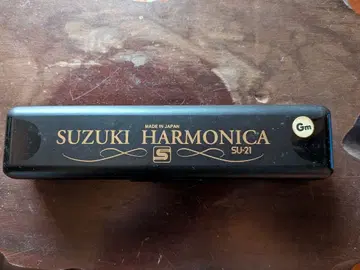 MADE IN JAPAN
SUZUKI HARMONICA
S
SU-21
Gm